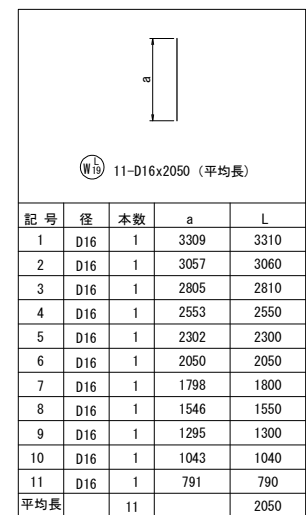 a
W L 19 11-D16x2050 (平均長)
記 号 径 本数 a L
1 D16 1 3309 3310
2 D16 1 3057 3060
3 D16 1 2805 2810
4 D16 1 2553 2550
5 D16 1 2302 2300
6 D16 1 2050 2050
7 D16 1 1798 1800
8 D16 1 1546 1550
9 D16 1 1295 1300
10 D16 1 1043 1040
11 D16 1 791 790
平均長 11 2050